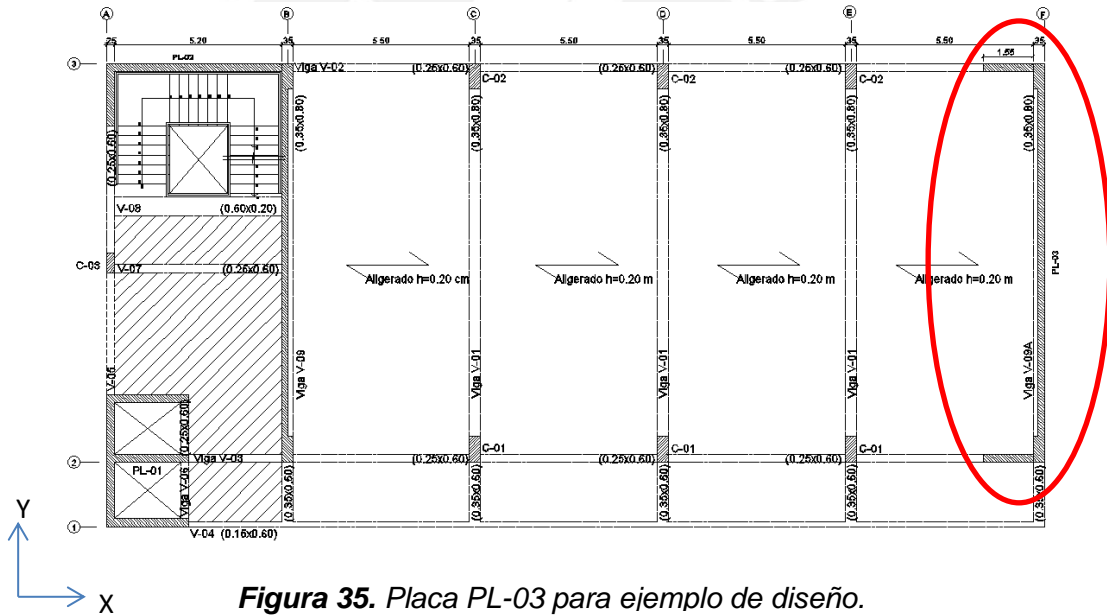 A B C D E F
25 5.20 35 5.50 35 5.50 35 5.50 35 5.50 35
PL-02 1.55
3 Viga V-02 (0.25x0.60) (0.25x0.60) (0.25x0.60)
C-02 C-02 C-02
(0.25x0.60) (0.35x0.80) (0.35x0.80) (0.35x0.80) (0.35x0.80) (0.35x0.80)
V-08 (0.60x0.20)
C-03 V-07 (0.25x0.60)
Aligerado h=0.20 cm Aligerado h=0.20 m Aligerado h=0.20 m Aligerado h=0.20 m
PL-03
V-05 Viga V-09 Viga V-01 Viga V-01 Viga V-01 Viga V-09A
(0.25x0.60)
C-01 C-01 C-01
2 Viga V-03 (0.25x0.60) (0.25x0.60) (0.25x0.60)
PL-01 Viga V-06 (0.35x0.60) (0.35x0.60) (0.35x0.60) (0.35x0.60) (0.35x0.60)
1
V-04 (0.15x0.60)
Y
X
Figura 35. Placa PL-03 para ejemplo de diseño.